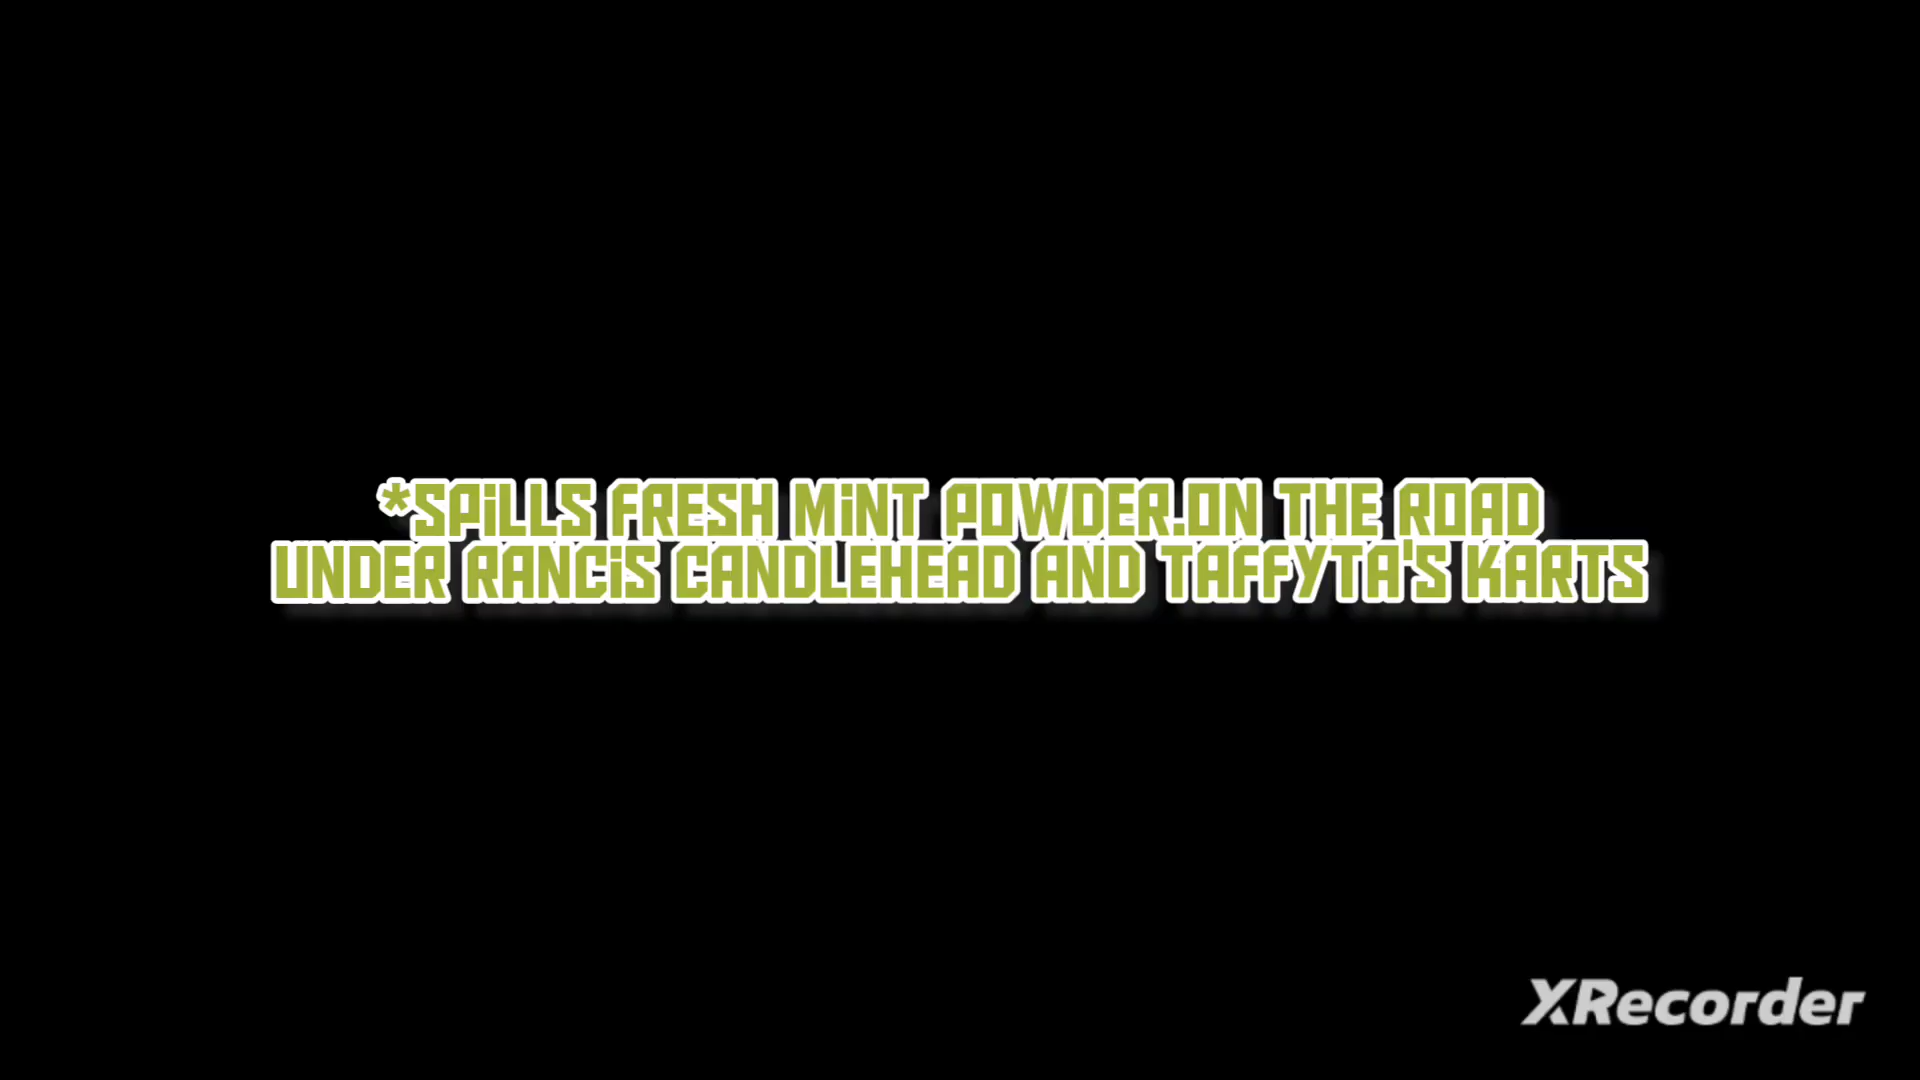 *SPiLLS FRESH MiNT POWDER.ON THE ROAD
UNDER RANCiS CANDLEHEAD AND TAFFYTA'S KARTS
XRecorder